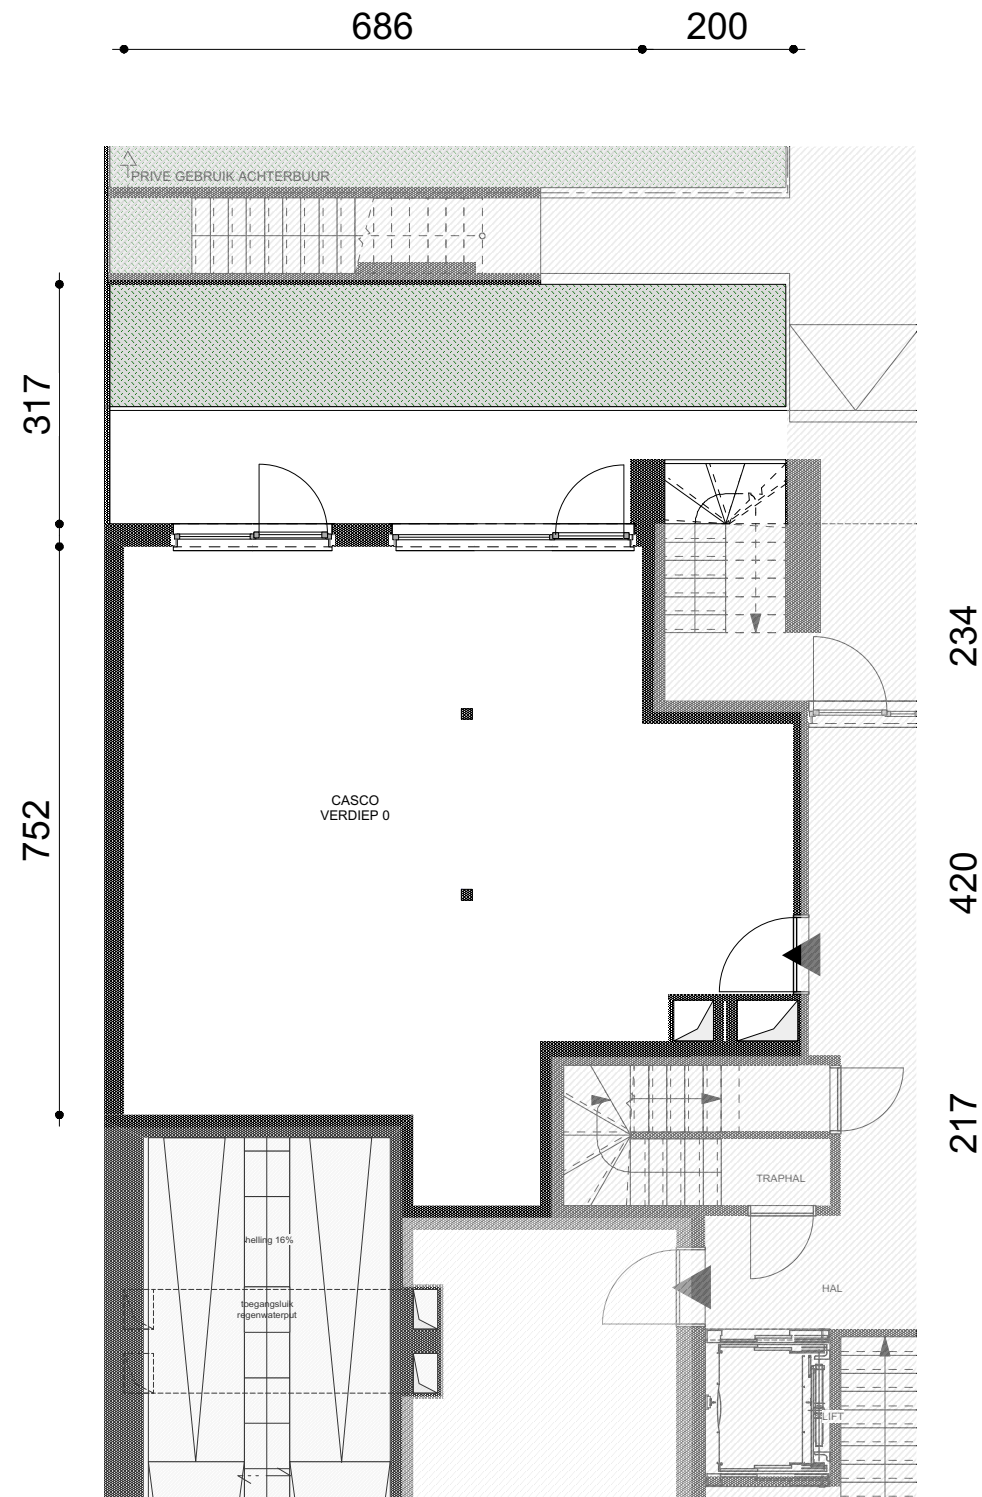 686
200
PRIVE GEBRUIK ACHTERBUUR
317
234
CASCO
VERDIEP 0
752
420
217
TRAPHAL
helling 16%
HAL
toegangsluik
regenwaterput
LIFT